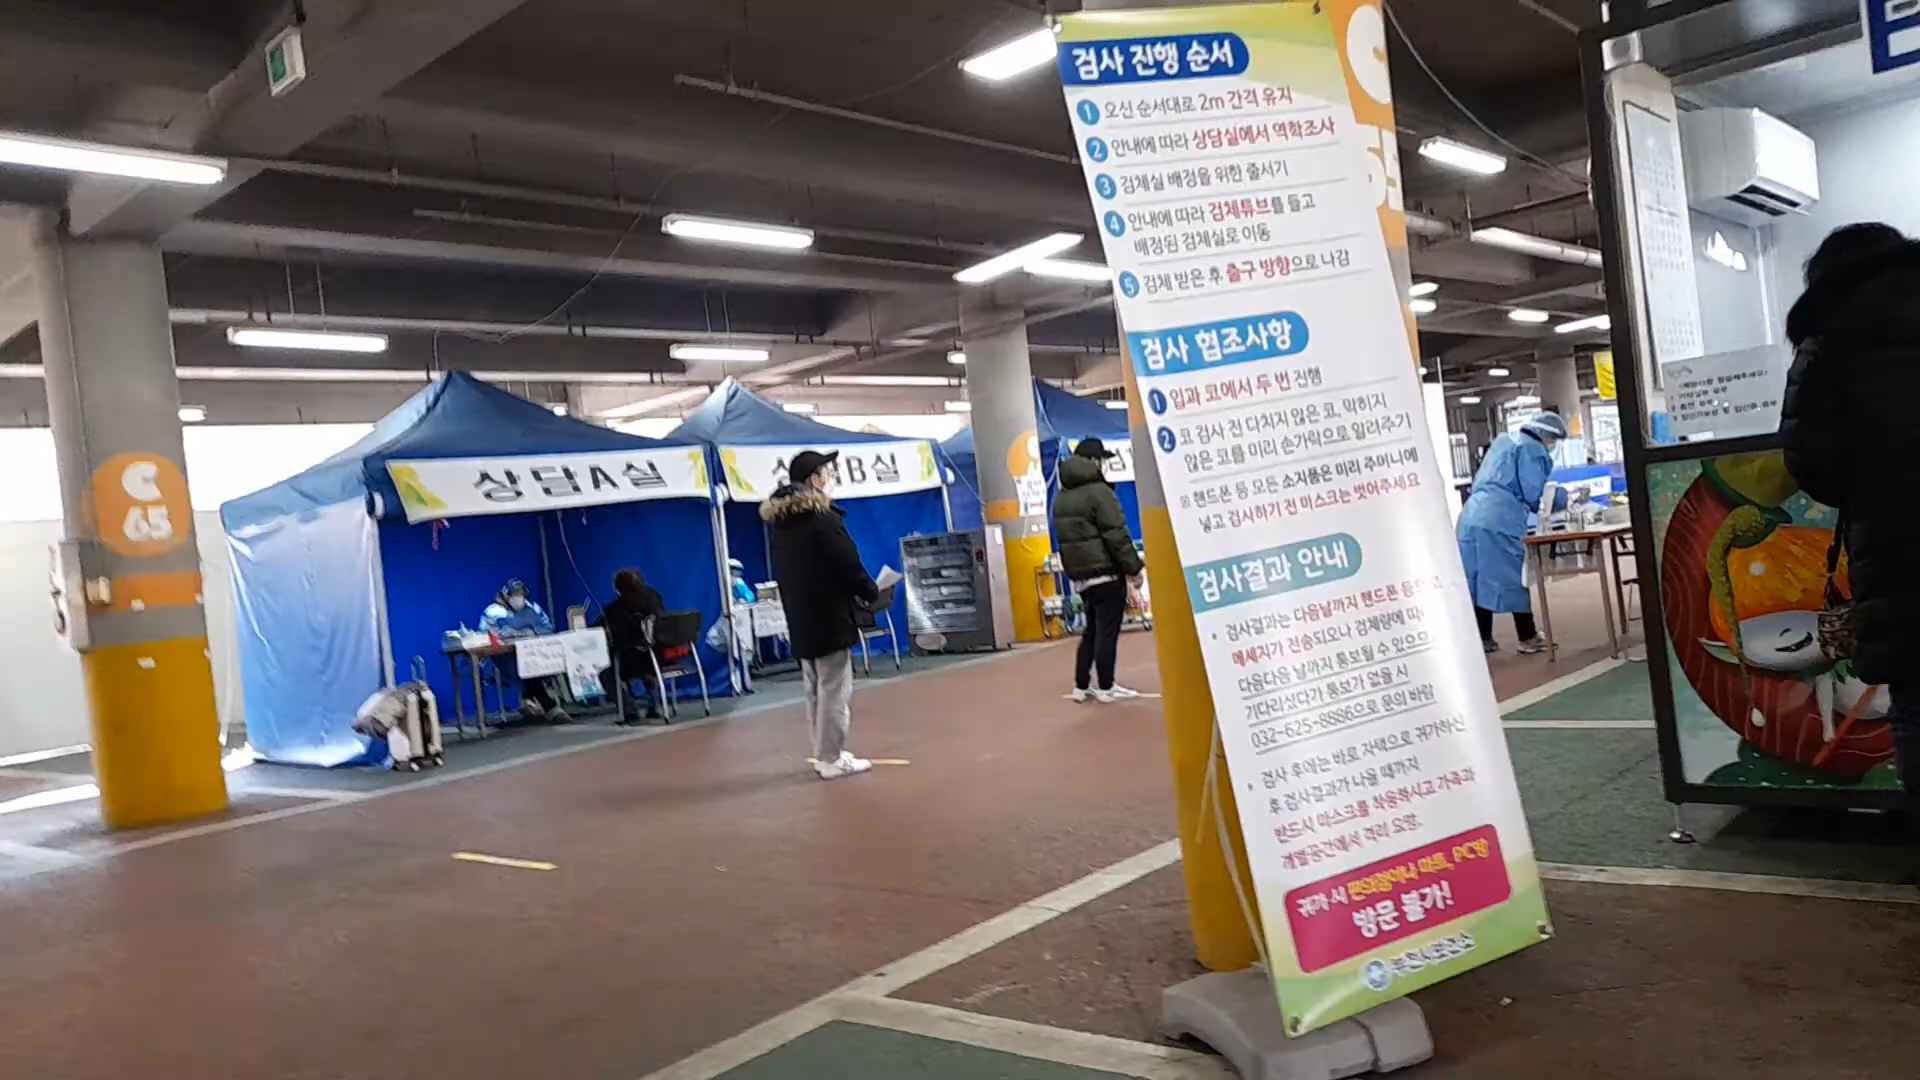 검사 진행 순서
1 오신 순서대로 2m 간격 유지
2 안내에 따라 상담실에서 역학조사
3 검체실 배정을 위한 줄서기
4 안내에 따라 검체튜브를 들고
배정된 검체실로 이동
5 검체 받은 후 출구 방향으로 나감
검사 협조사항
1 입과 코에서 두 번 진행
2 코 검사 전 다치지 않은 코, 막히지
않은 코를 미리 손가락으로 알려주기
※ 핸드폰 등 모든 소지품은 미리 주머니에
넣고 검사하기 전 마스크는 벗어주세요
검사결과 안내
• 검사결과는 다음날까지 핸드폰 등으로
메세지가 전송되오나 검체량에 따라
다음다음 날까지 통보될 수 있으므로
기다리셨다가 통보가 없을 시
032-625-8886으로 문의 바람
• 검사 후에는 바로 자택으로 귀가하신
후 검사결과가 나올 때까지
반드시 마스크를 착용하시고 가족과
개별공간에서 격리 요망.
귀가 시 편의점이나 마트, PC방
방문 불가!
부천시보건소
상담A실
B실
C
65